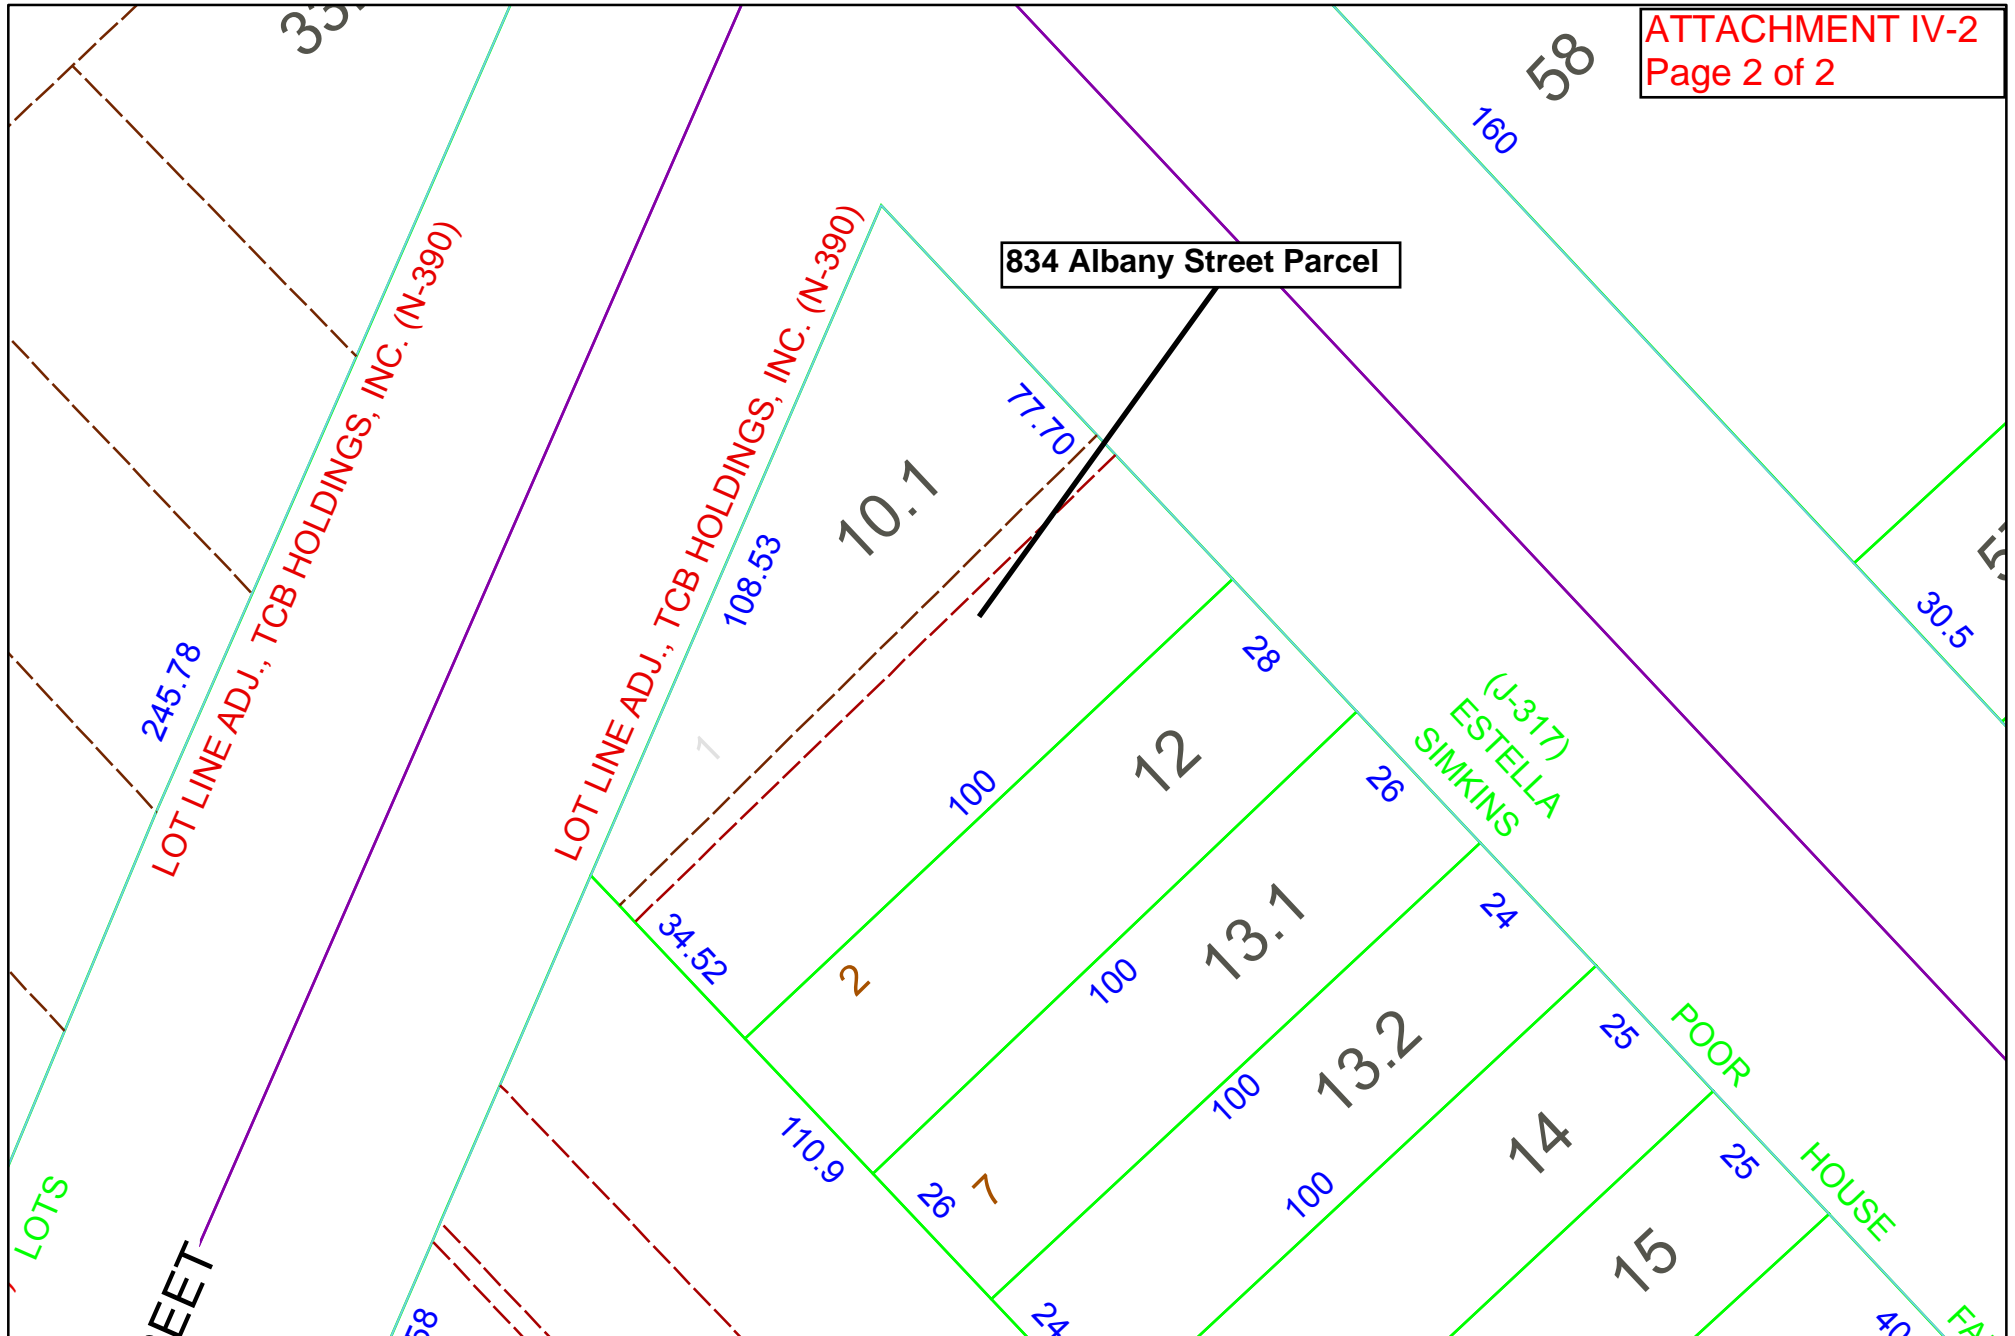 ATTACHMENT IV-2
Page 2 of 2
58
160
834 Albany Street Parcel
LOT LINE ADJ., TCB HOLDINGS, INC. (N-390)
LOT LINE ADJ., TCB HOLDINGS, INC. (N-390)
77.70
10.1
108.53
245.78
1
30.5
28
(J-317)
ESTELLA
SIMKINS
12
100
26
34.52
2
13.1
24
100
13.2
25
POOR
100
110.9
14
25
HOUSE
26
7
100
15
LOTS
24
40